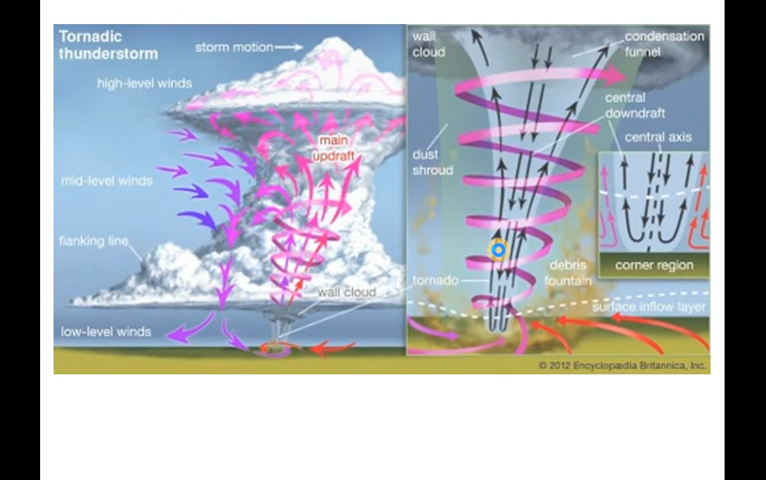 Tornadic
thunderstorm
storm motion
high-level winds
main
updraft
mid-level winds
flanking line
wall cloud
low-level winds
wall
cloud
condensation
funnel
central
downdraft
central axis
dust
shroud
corner region
debris
fountain
tornado
surface inflow layer
© 2012 Encyclopædia Britannica, Inc.